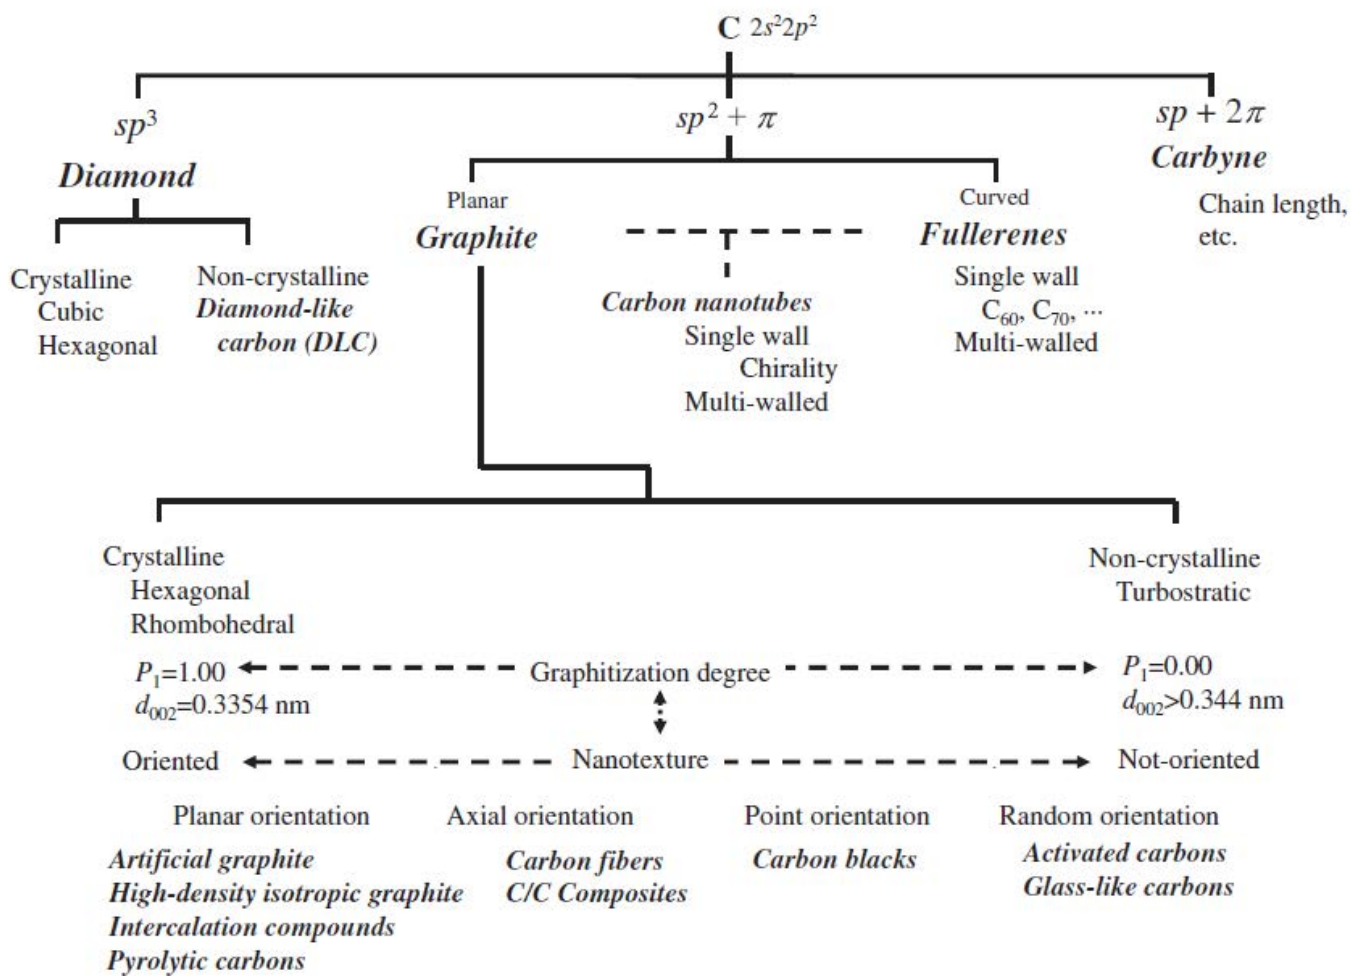 C 2s²2p²
sp³
sp² + π
sp + 2π
Diamond
Carbyne
Planar
Curved
Chain length,
etc.
Graphite
Fullerenes
Crystalline
Cubic
Hexagonal
Non-crystalline
Diamond-like
carbon (DLC)
Carbon nanotubes
Single wall
Chirality
Multi-walled
Single wall
C₆₀, C₇₀, ···
Multi-walled
Crystalline
Hexagonal
Rhombohedral
Non-crystalline
Turbostratic
P₁=1.00
d₀₀₂=0.3354 nm
Graphitization degree
P₁=0.00
d₀₀₂>0.344 nm
Oriented
Nanotexture
Not-oriented
Planar orientation
Axial orientation
Point orientation
Random orientation
Artificial graphite
High-density isotropic graphite
Intercalation compounds
Pyrolytic carbons
Carbon fibers
C/C Composites
Carbon blacks
Activated carbons
Glass-like carbons